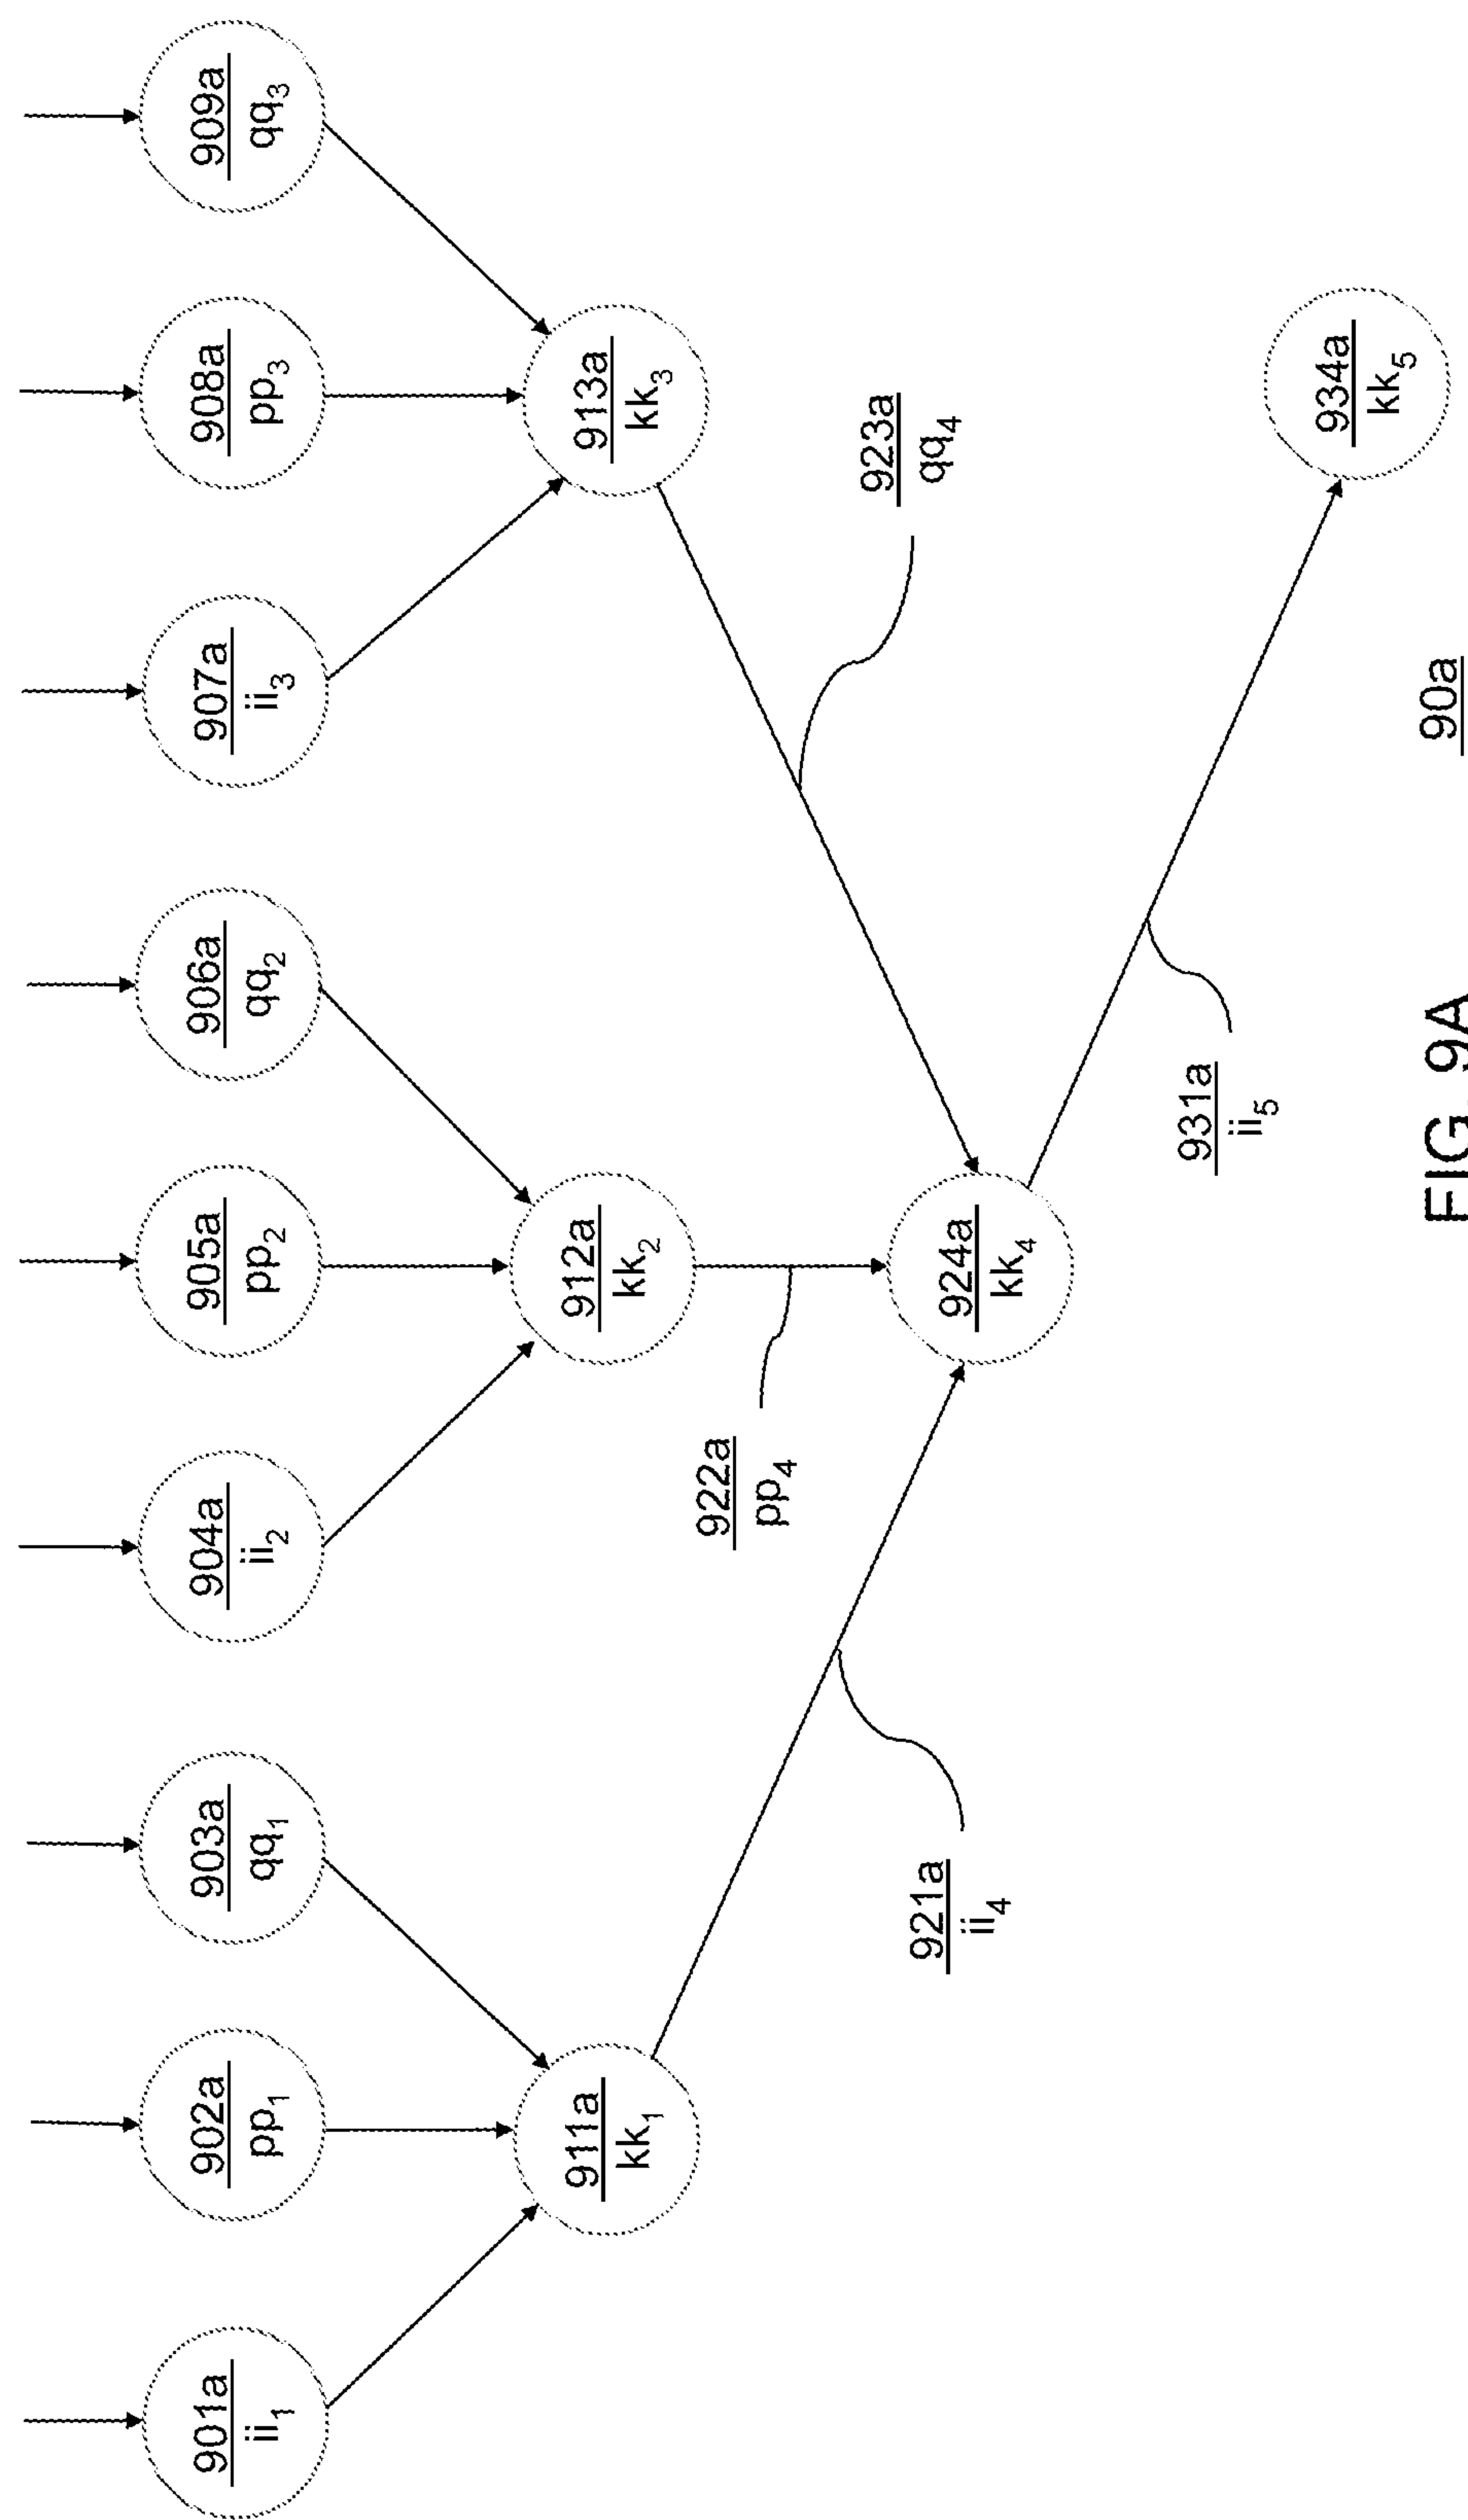 901a
ii₁
902a
pp₁
903a
qq₁
904a
ii₂
905a
pp₂
906a
qq₂
907a
ii₃
908a
pp₃
909a
qq₃
911a
kk₁
912a
kk₂
913a
kk₃
921a
ii₄
922a
pp₄
923a
qq₄
924a
kk₄
931a
ii₅
934a
kk₅
90a
FIG. 9A